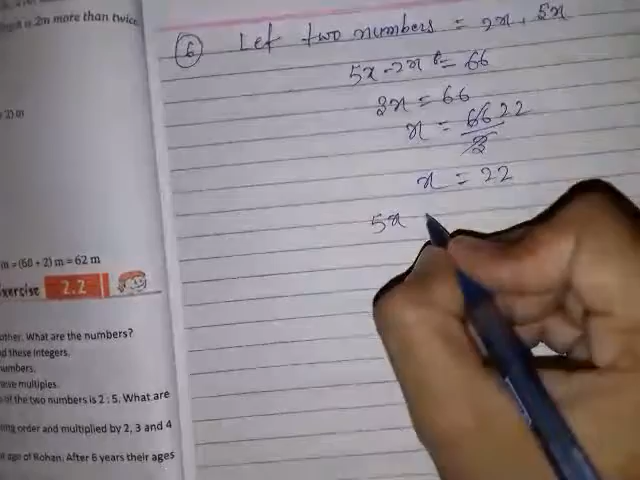 is 2m more than twice
2) m
m = (60 + 2) m = 62 m
Exercise 2.2
other. What are the numbers?
d these integers.
numbers.
ese multiples.
of the two numbers is 2 : 5. What are
ing order and multiplied by 2, 3 and 4
age of Rohan. After 6 years their ages
6 Let two numbers = 2x, 5x
5x - 2x = 66
3x = 66
x = 66 22
3
x = 22
5x